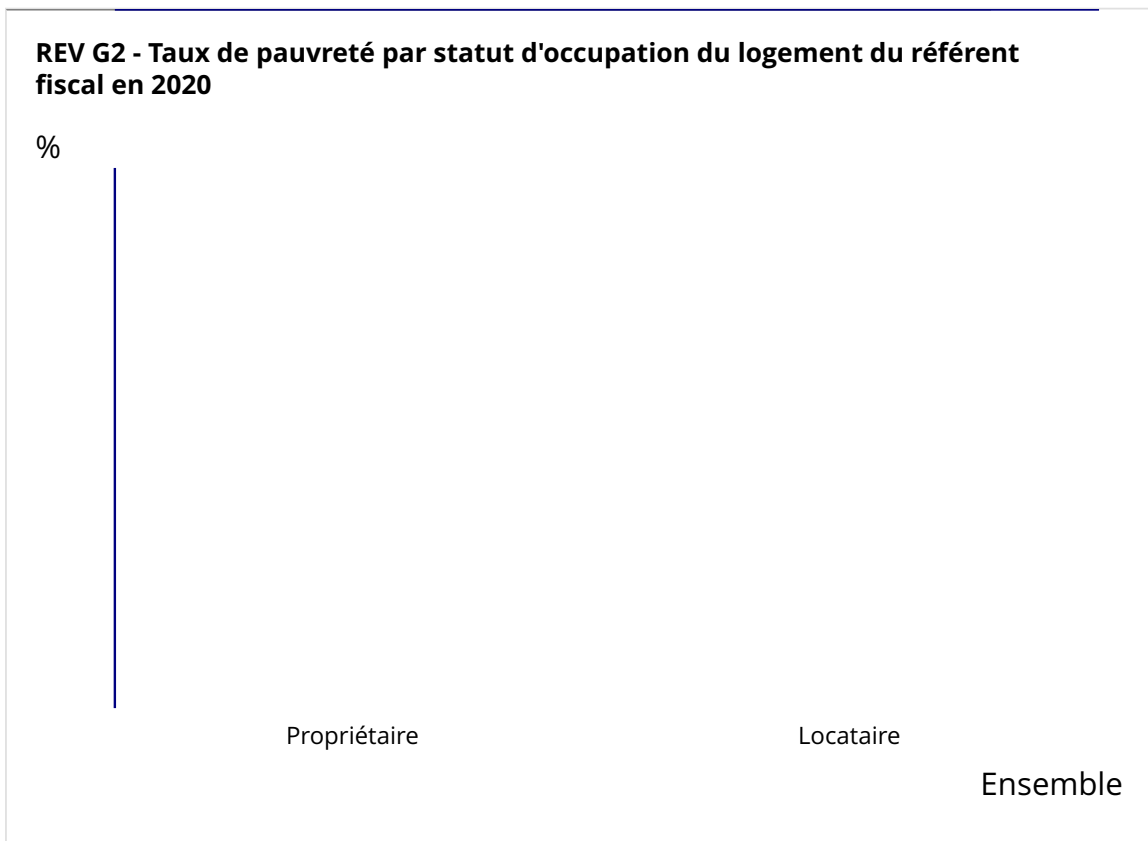 REV G2 - Taux de pauvreté par statut d'occupation du logement du référent
fiscal en 2020
%
Propriétaire
Locataire
Ensemble